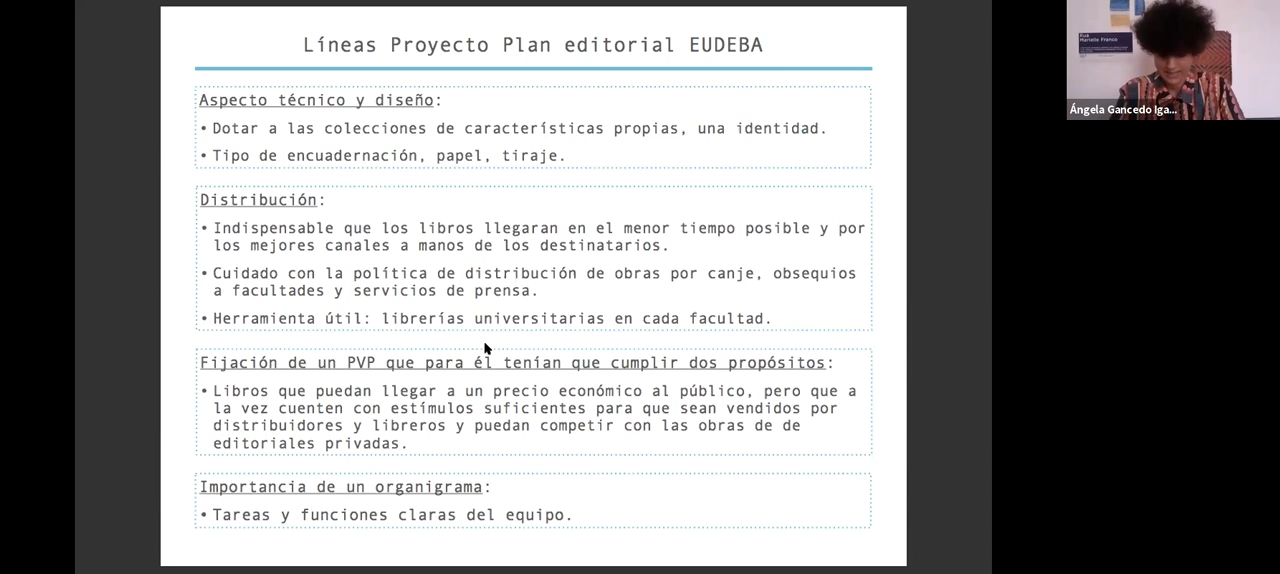 Líneas Proyecto Plan editorial EUDEBA
Aspecto técnico y diseño:
• Dotar a las colecciones de características propias, una identidad.
• Tipo de encuadernación, papel, tiraje.
Distribución:
• Indispensable que los libros llegaran en el menor tiempo posible y por
los mejores canales a manos de los destinatarios.
• Cuidado con la política de distribución de obras por canje, obsequios
a facultades y servicios de prensa.
• Herramienta útil: librerías universitarias en cada facultad.
Fijación de un PVP que para él tenían que cumplir dos propósitos:
• Libros que puedan llegar a un precio económico al público, pero que a
la vez cuenten con estímulos suficientes para que sean vendidos por
distribuidores y libreros y puedan competir con las obras de de
editoriales privadas.
Importancia de un organigrama:
• Tareas y funciones claras del equipo.
Rua
Marielle Franco
Ángela Gancedo Iga...